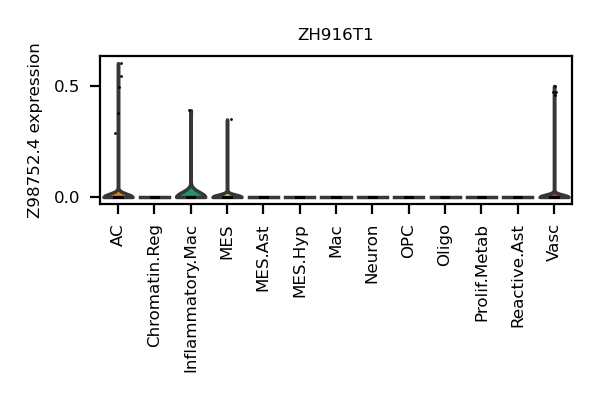 ZH916T1
Z98752.4 expression
0.5
0.0
AC
Chromatin.Reg
Inflammatory.Mac
MES
MES.Ast
MES.Hyp
Mac
Neuron
OPC
Oligo
Prolif.Metab
Reactive.Ast
Vasc